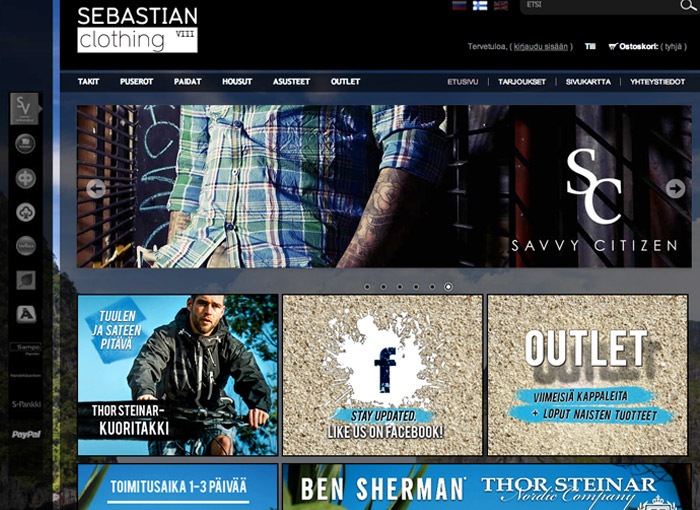 SEBASTIAN
clothing VIII
ETSI
Tervetuloa, ( kirjaudu sisään ) Tili Ostoskori: ( tyhjä )
TAKIT PUSEROT PAIDAT HOUSUT ASUSTEET OUTLET ETUSIVU TARJOUKSET SIVUKARTTA YHTEYSTIEDOT
SV
SC
SAVVY CITIZEN
TUULEN
JA SATEEN
PITÄVÄ
THOR STEINAR-
KUORITAKKI
f
STAY UPDATED,
LIKE US ON FACEBOOK!
OUTLET
VIIMEISIÄ KAPPALEITA
+ LOPUT NAISTEN TUOTTEET
Sampo
Handelsbanken
S-Pankki
PayPal
TOIMITUSAIKA 1-3 PÄIVÄÄ
BEN SHERMAN
THOR STEINAR
Nordic Company